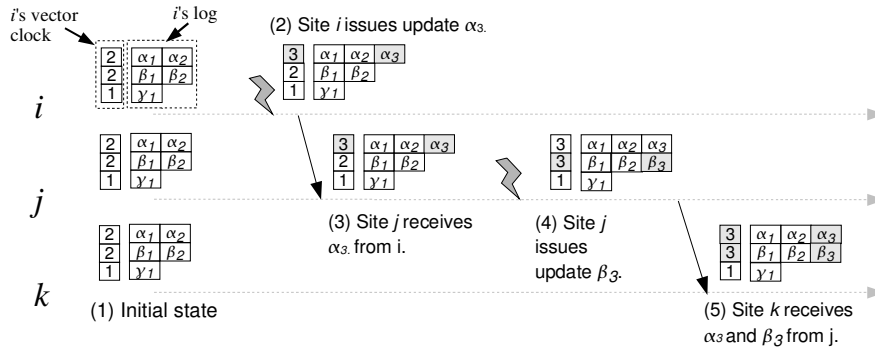 i's vector
clock
i's log
(2) Site i issues update α3.
2 α1 α2
2 β1 β2
1 γ1
3 α1 α2 α3
2 β1 β2
1 γ1
i
2 α1 α2
2 β1 β2
1 γ1
3 α1 α2 α3
2 β1 β2
1 γ1
3 α1 α2 α3
3 β1 β2 β3
1 γ1
j
(3) Site j receives
α3. from i.
(4) Site j
issues
update β3.
2 α1 α2
2 β1 β2
1 γ1
3 α1 α2 α3
3 β1 β2 β3
1 γ1
k
(1) Initial state
(5) Site k receives
α3 and β3 from j.